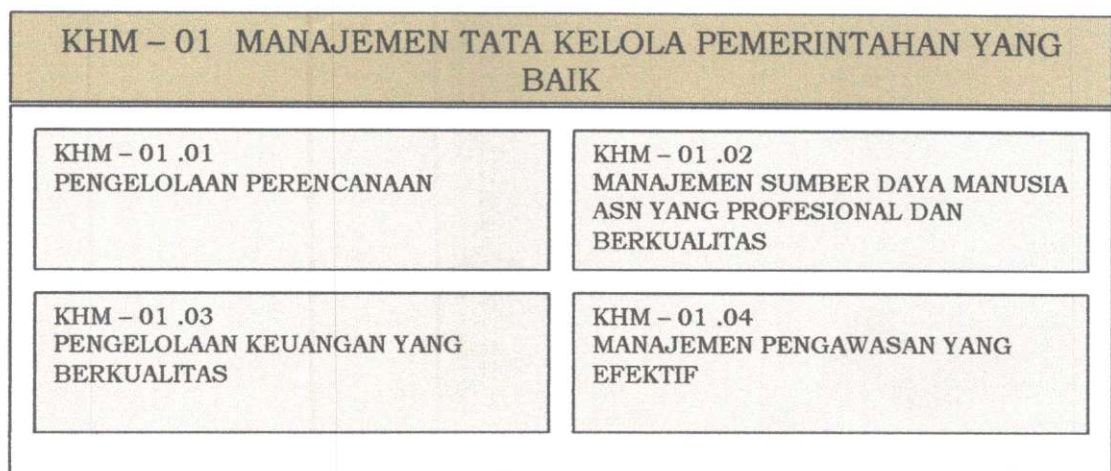 KHM – 01 MANAJEMEN TATA KELOLA PEMERINTAHAN YANG
BAIK
KHM – 01 .01
PENGELOLAAN PERENCANAAN
KHM – 01 .02
MANAJEMEN SUMBER DAYA MANUSIA
ASN YANG PROFESIONAL DAN
BERKUALITAS
KHM – 01 .03
PENGELOLAAN KEUANGAN YANG
BERKUALITAS
KHM – 01 .04
MANAJEMEN PENGAWASAN YANG
EFEKTIF